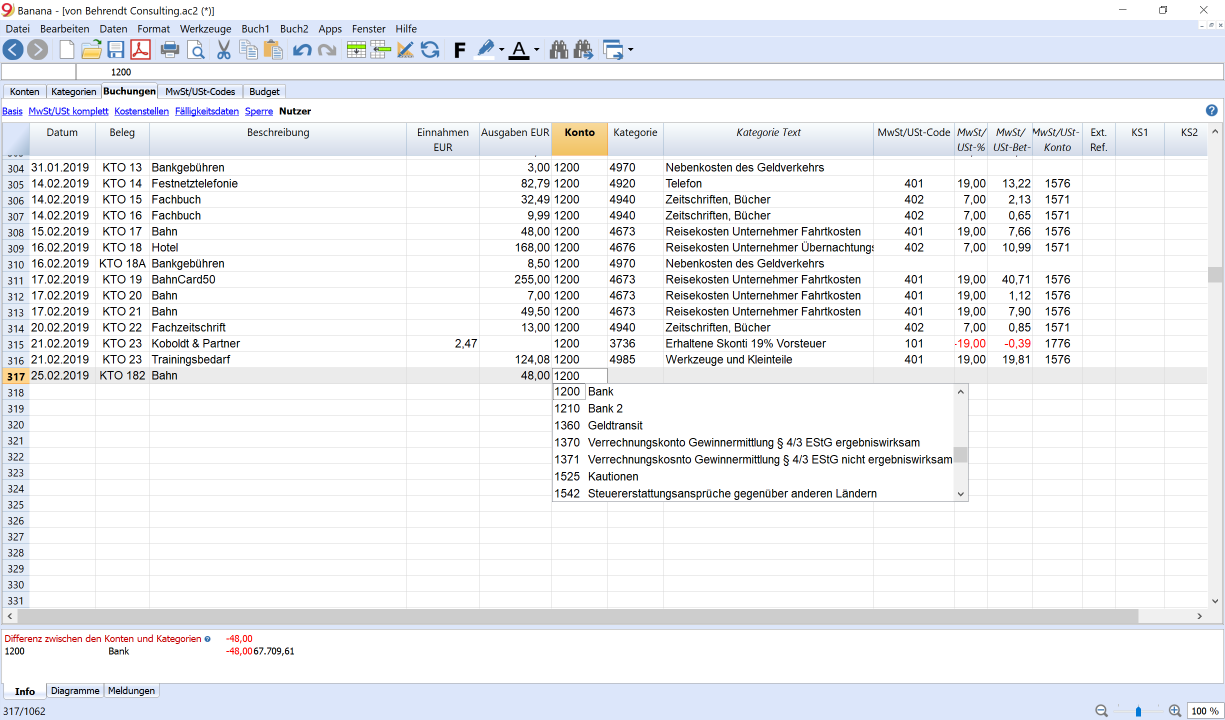 Banana - [von Behrendt Consulting.ac2 (*)]
Datei Bearbeiten Daten Format Werkzeuge Buch1 Buch2 Apps Fenster Hilfe
F A
1200
Konten Kategorien Buchungen MwSt/USt-Codes Budget
Basis MwSt/USt komplett Kostenstellen Fälligkeitsdaten Sperre Nutzer
Datum Beleg Beschreibung Einnahmen EUR Ausgaben EUR Konto Kategorie Kategorie Text MwSt/USt-Code MwSt/USt-% MwSt/USt-Bet- MwSt/USt-Konto Ext. Ref. KS1 KS2
304 31.01.2019 KTO 13 Bankgebühren 3,00 1200 4970 Nebenkosten des Geldverkehrs
305 14.02.2019 KTO 14 Festnetztelefonie 82,79 1200 4920 Telefon 401 19,00 13,22 1576
306 14.02.2019 KTO 15 Fachbuch 32,49 1200 4940 Zeitschriften, Bücher 402 7,00 2,13 1571
307 14.02.2019 KTO 16 Fachbuch 9,99 1200 4940 Zeitschriften, Bücher 402 7,00 0,65 1571
308 15.02.2019 KTO 17 Bahn 48,00 1200 4673 Reisekosten Unternehmer Fahrtkosten 401 19,00 7,66 1576
309 16.02.2019 KTO 18 Hotel 168,00 1200 4676 Reisekosten Unternehmer Übernachtungs 402 7,00 10,99 1571
310 16.02.2019 KTO 18A Bankgebühren 8,50 1200 4970 Nebenkosten des Geldverkehrs
311 17.02.2019 KTO 19 BahnCard50 255,00 1200 4673 Reisekosten Unternehmer Fahrtkosten 401 19,00 40,71 1576
312 17.02.2019 KTO 20 Bahn 7,00 1200 4673 Reisekosten Unternehmer Fahrtkosten 401 19,00 1,12 1576
313 17.02.2019 KTO 21 Bahn 49,50 1200 4673 Reisekosten Unternehmer Fahrtkosten 401 19,00 7,90 1576
314 20.02.2019 KTO 22 Fachzeitschrift 13,00 1200 4940 Zeitschriften, Bücher 402 7,00 0,85 1571
315 21.02.2019 KTO 23 Koboldt & Partner 2,47 1200 3736 Erhaltene Skonti 19% Vorsteuer 101 -19,00 -0,39 1776
316 21.02.2019 KTO 23 Trainingsbedarf 124,08 1200 4985 Werkzeuge und Kleinteile 401 19,00 19,81 1576
317 25.02.2019 KTO 182 Bahn 48,00 1200
318 1200 Bank
319 1210 Bank 2
320 1360 Geldtransit
321 1370 Verrechnungskonto Gewinnermittlung § 4/3 EStG ergebniswirksam
322 1371 Verrechnungskosnto Gewinnermittlung § 4/3 EStG nicht ergebniswirksam
323 1525 Kautionen
324 1542 Steuererstattungsansprüche gegenüber anderen Ländern
325
326
327
328
329
330
331
Differenz zwischen den Konten und Kategorien -48,00
1200 Bank -48,00 67.709,61
Info Diagramme Meldungen
317/1062 100 %